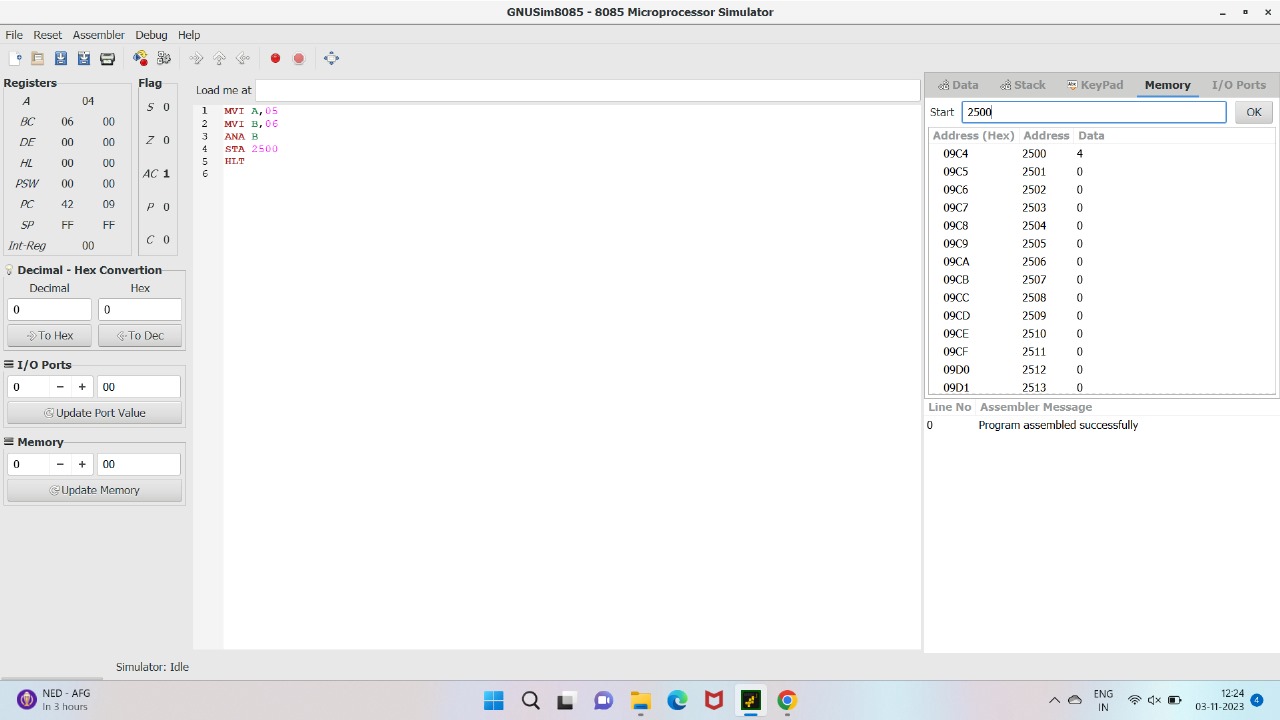 GNUSim8085 - 8085 Microprocessor Simulator
File Reset Assembler Debug Help
Registers
A 04
BC 06 00
DE 00 00
HL 00 00
PSW 00 00
PC 42 09
SP FF FF
Int-Reg 00
Flag
S 0
Z 0
AC 1
P 0
C 0
Decimal - Hex Convertion
Decimal Hex
0 0
To Hex To Dec
I/O Ports
0 − + 00
Update Port Value
Memory
0 − + 00
Update Memory
Load me at
1 MVI A,05
2 MVI B,06
3 ANA B
4 STA 2500
5 HLT
6
Data Stack KeyPad Memory I/O Ports
Start 2500 OK
Address (Hex) Address Data
09C4 2500 4
09C5 2501 0
09C6 2502 0
09C7 2503 0
09C8 2504 0
09C9 2505 0
09CA 2506 0
09CB 2507 0
09CC 2508 0
09CD 2509 0
09CE 2510 0
09CF 2511 0
09D0 2512 0
09D1 2513 0
Line No Assembler Message
0 Program assembled successfully
Simulator: Idle
NED - AFG
In 3 hours
ENG
IN
12:24
03-11-2023
4